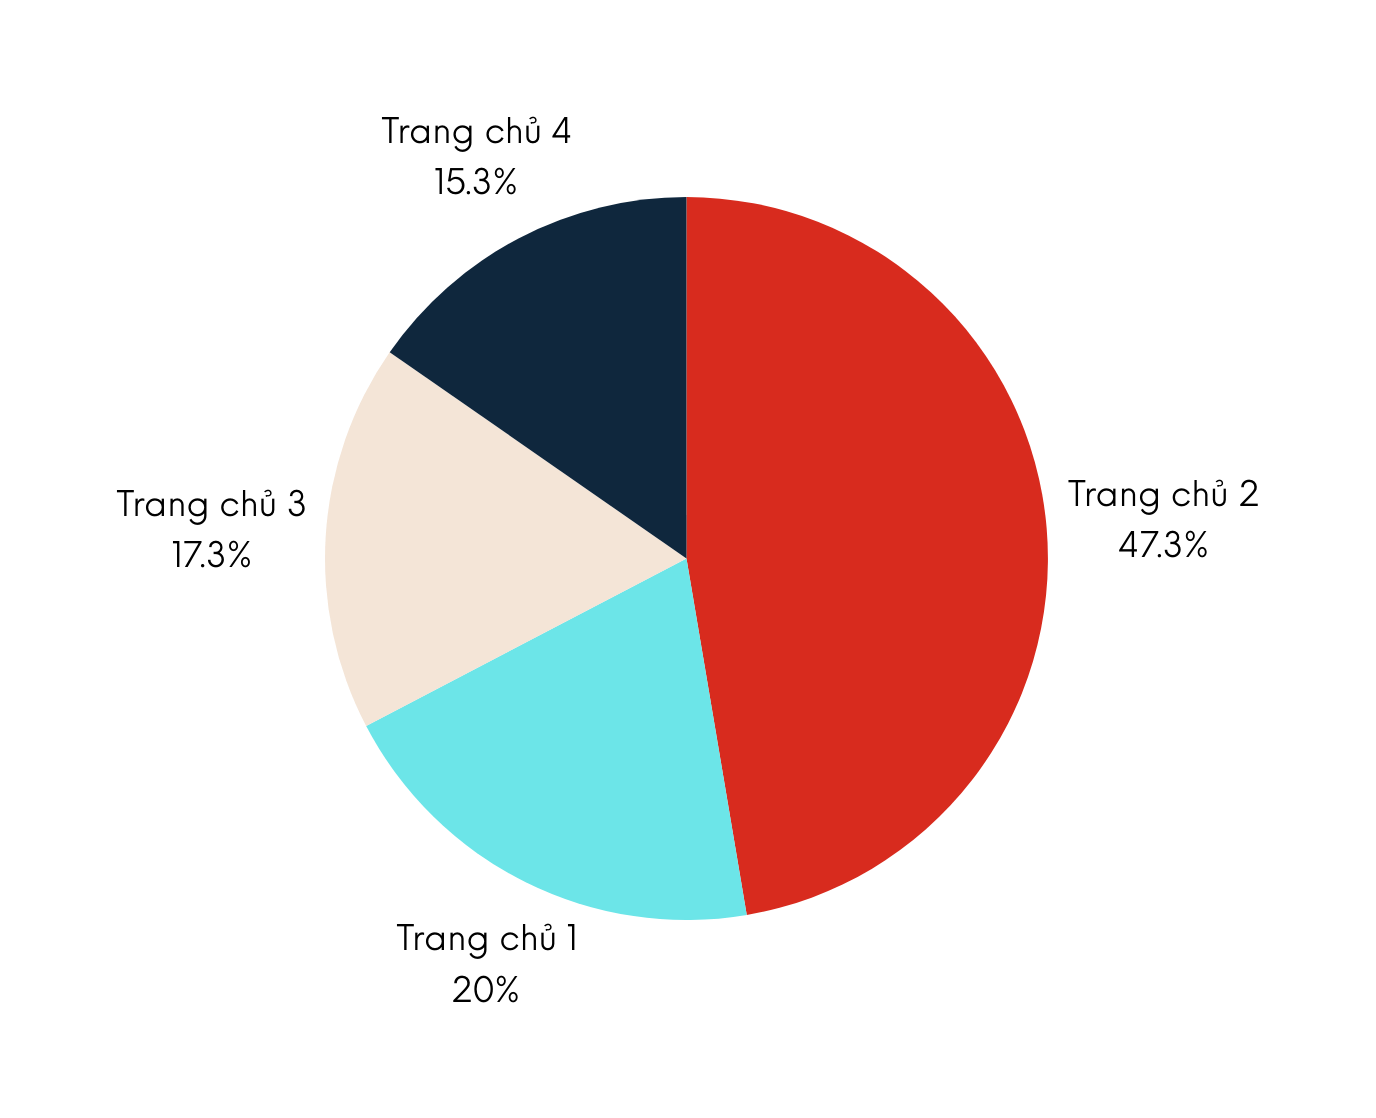 Trang chủ 4
15.3%
Trang chủ 2
47.3%
Trang chủ 3
17.3%
Trang chủ 1
20%